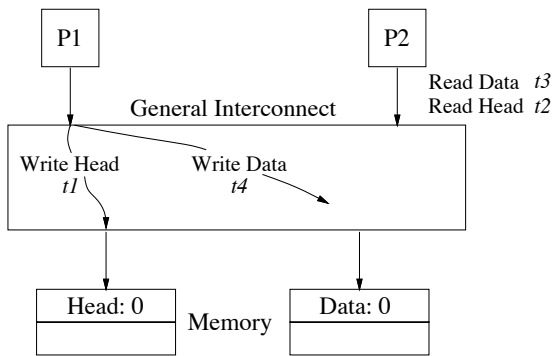 P1
P2
Read Data t3
Read Head t2
General Interconnect
Write Head
t1
Write Data
t4
Head: 0
Data: 0
Memory